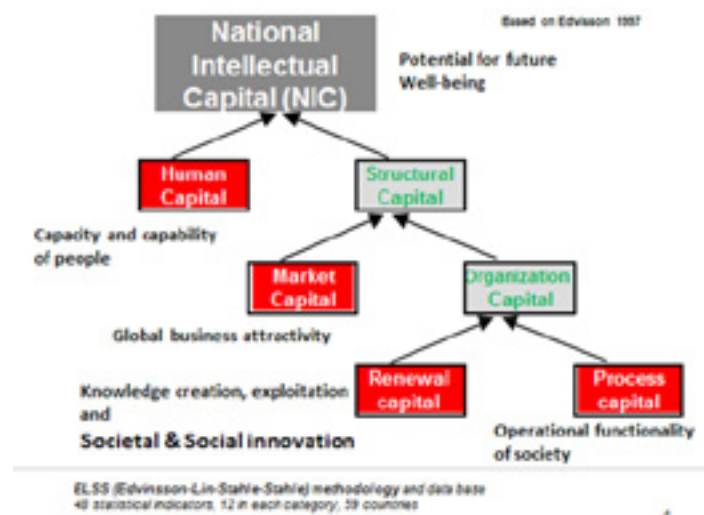 Based on Edvisson 1997
National
Intellectual
Capital (NIC)
Potential for future
Well-being
Human
Capital
Structural
Capital
Capacity and capability
of people
Market
Capital
Organization
Capital
Global business attractivity
Renewal
capital
Process
capital
Knowledge creation, exploitation
and
Societal & Social innovation
Operational functionality
of society
ELSS (Edvinsson-Lin-Stahle-Stahle) methodology and data base
statistical indicators, 12 in each category, 59 countries